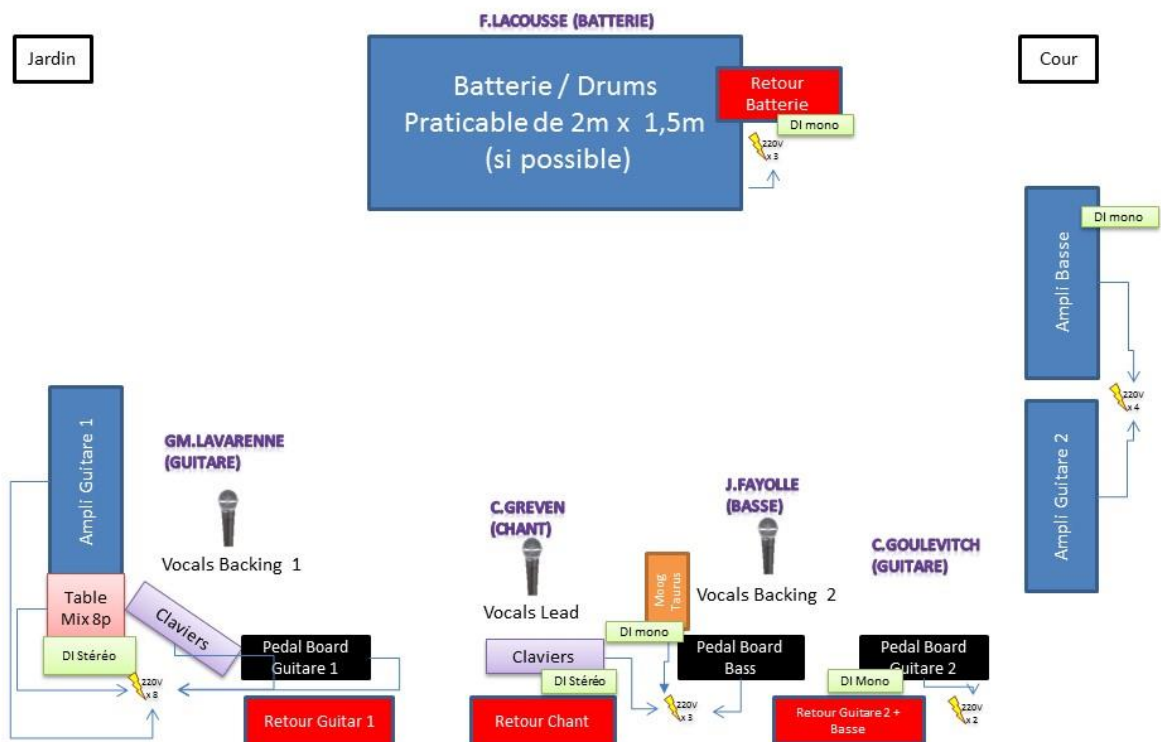 F.LACOUSSE (BATTERIE)
Jardin
Cour
Batterie / Drums
Praticable de 2m x 1,5m
(si possible)
Retour
Batterie
DI mono
220V
x 3
DI mono
Ampli Basse
220V
x 4
Ampli Guitare 2
Ampli Guitare 1
GM.LAVARENNE
(GUITARE)
Vocals Backing 1
C.GREVEN
(CHANT)
Vocals Lead
J.FAYOLLE
(BASSE)
Vocals Backing 2
C.GOULEVITCH
(GUITARE)
Moog
Taurus
Table
Mix 8p
DI Stéréo
Claviers
Pedal Board
Guitare 1
220V
x 8
Retour Guitar 1
Claviers
DI mono
DI Stéréo
Retour Chant
Pedal Board
Bass
220V
x 3
Pedal Board
Guitare 2
DI Mono
Retour Guitare 2 +
Basse
220V
x 2